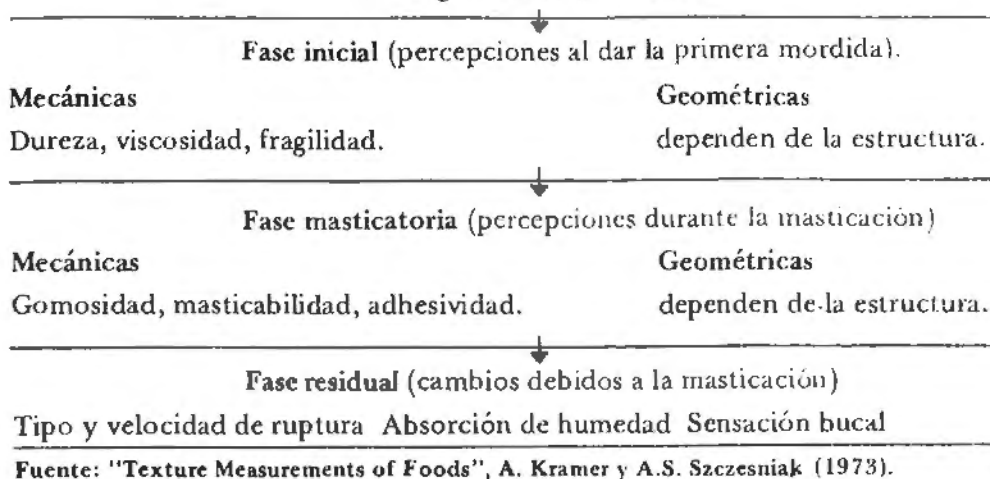 Fase inicial (percepciones al dar la primera mordida).
Mecánicas Geométricas
Dureza, viscosidad, fragilidad. dependen de la estructura.
Fase masticatoria (percepciones durante la masticación)
Mecánicas Geométricas
Gomosidad, masticabilidad, adhesividad. dependen de la estructura.
Fase residual (cambios debidos a la masticación)
Tipo y velocidad de ruptura Absorción de humedad Sensación bucal
Fuente: "Texture Measurements of Foods", A. Kramer y A.S. Szczesniak (1973).